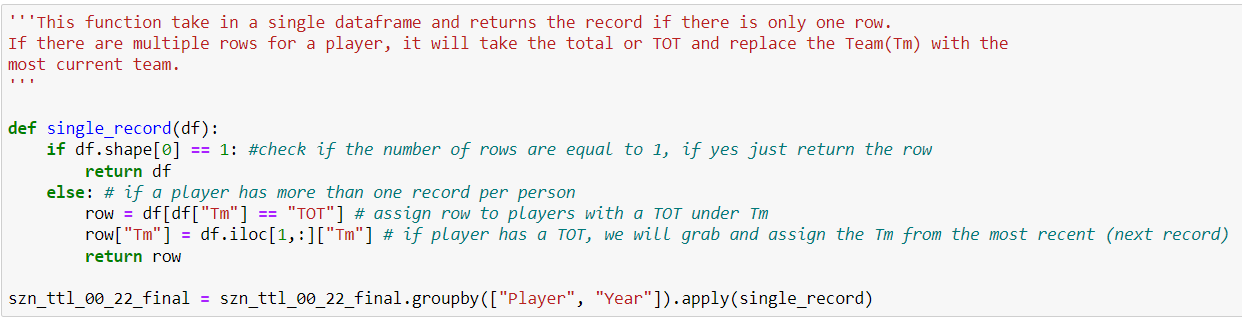 '''This function take in a single dataframe and returns the record if there is only one row.
If there are multiple rows for a player, it will take the total or TOT and replace the Team(Tm) with the
most current team.
'''
def single_record(df):
    if df.shape[0] == 1: #check if the number of rows are equal to 1, if yes just return the row
        return df
    else: # if a player has more than one record per person
        row = df[df["Tm"] == "TOT"] # assign row to players with a TOT under Tm
        row["Tm"] = df.iloc[1,:]["Tm"] # if player has a TOT, we will grab and assign the Tm from the most recent (next record)
        return row
szn_ttl_00_22_final = szn_ttl_00_22_final.groupby(["Player", "Year"]).apply(single_record)